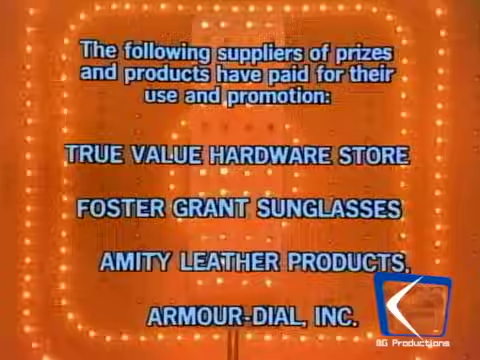 The following suppliers of prizes
and products have paid for their
use and promotion:
TRUE VALUE HARDWARE STORE
FOSTER GRANT SUNGLASSES
AMITY LEATHER PRODUCTS,
ARMOUR-DIAL, INC.
MG Productions